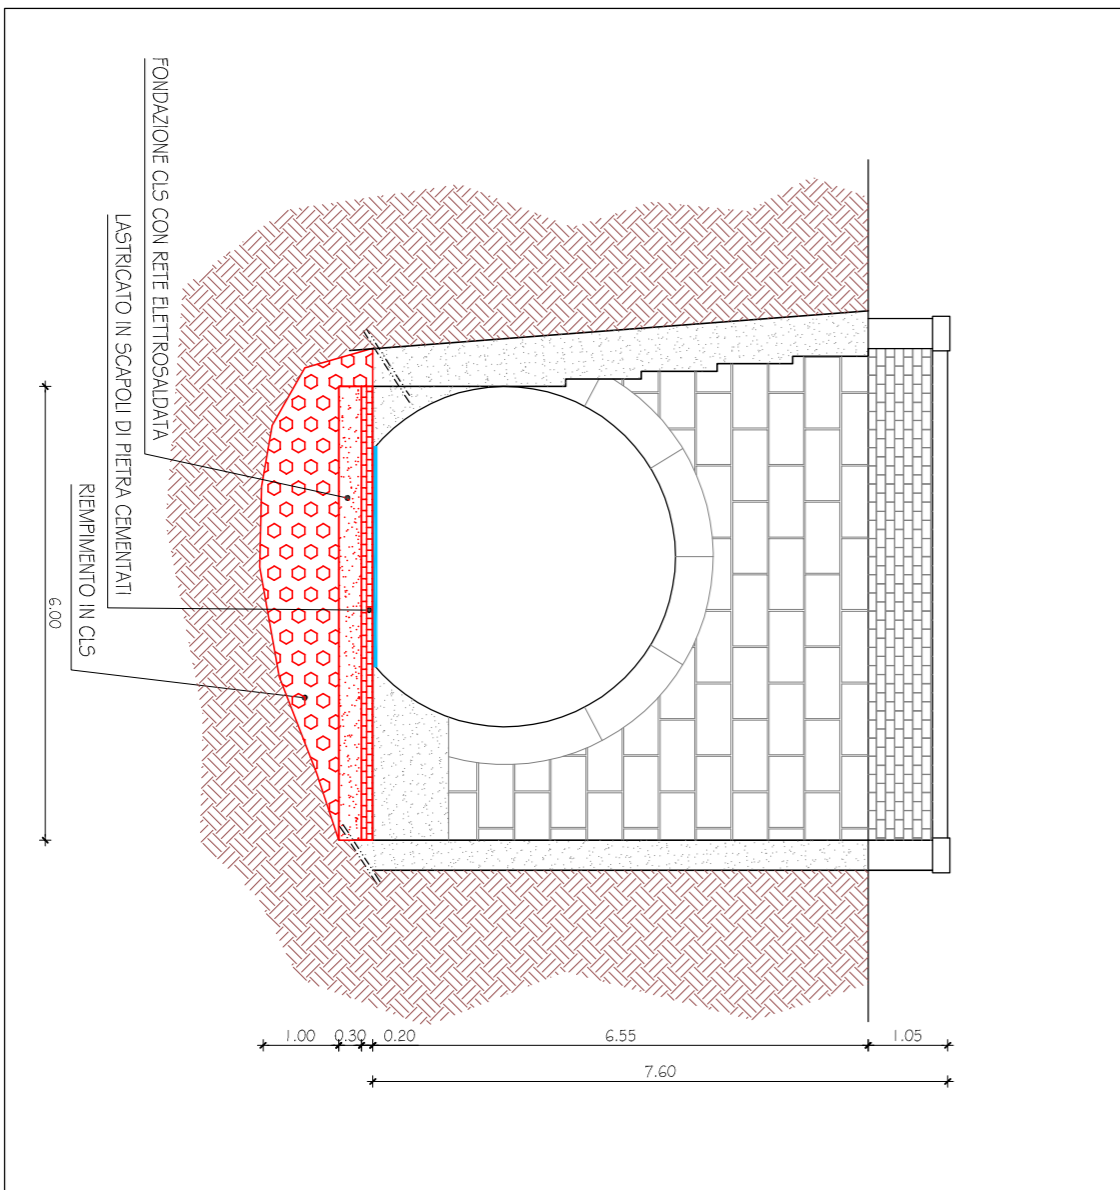 FONDAZIONE CLS CON RETE ELETTROSALDATA
LASTRICATO IN SCAPOLI DI PIETRA CEMENTATI
RIEMPIMENTO IN CLS
6.00
1.00
0.30
0.20
6.55
1.05
7.60